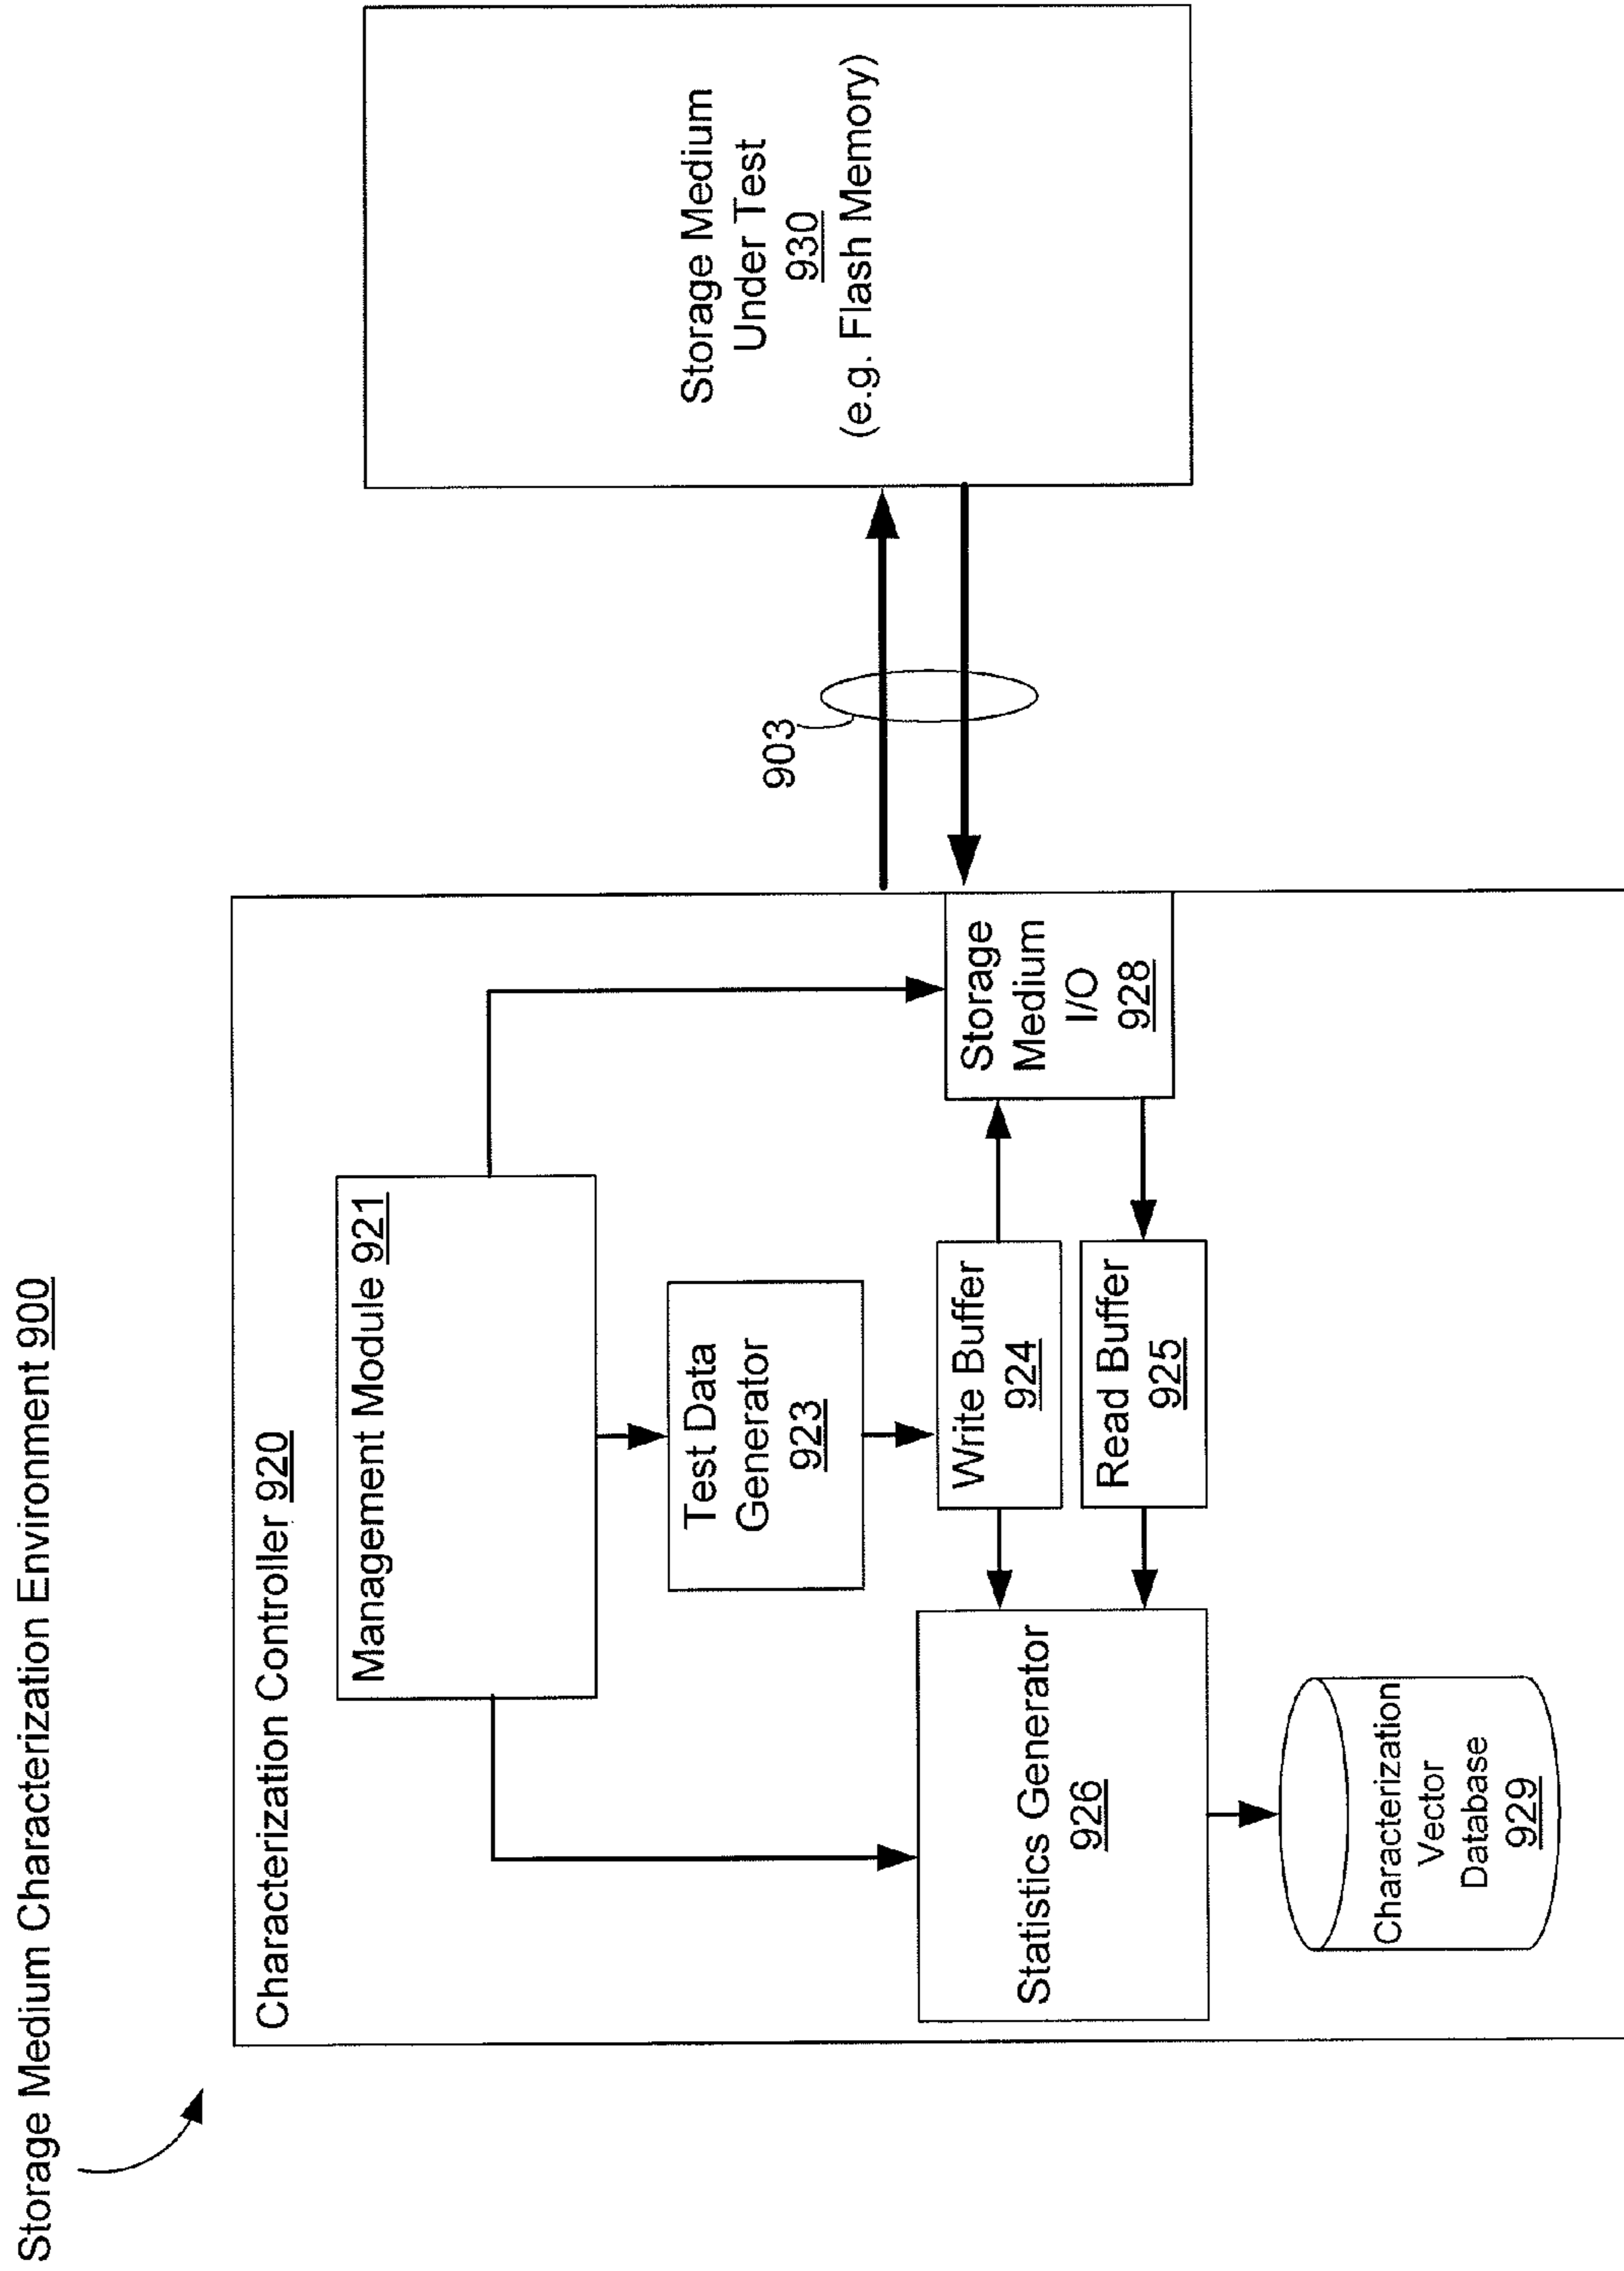 Storage Medium Characterization Environment 900
Characterization Controller 920
Management Module 921
Test Data
Generator
923
Write Buffer
924
Read Buffer
925
Statistics Generator
926
Characterization
Vector
Database
929
Storage
Medium
I/O
928
903
Storage Medium
Under Test
930
(e.g. Flash Memory)